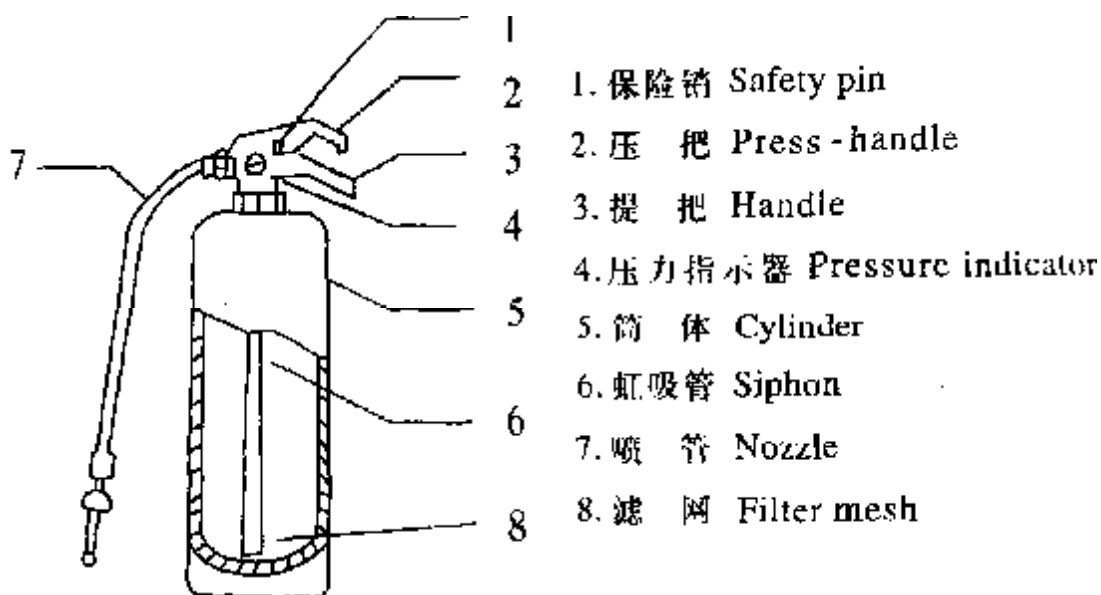 1
2
3
4
5
6
7
8
1. 保险销 Safety pin
2. 压 把 Press-handle
3. 提 把 Handle
4. 压力指示器 Pressure indicator
5. 筒 体 Cylinder
6. 虹吸管 Siphon
7. 喷 管 Nozzle
8. 滤 网 Filter mesh